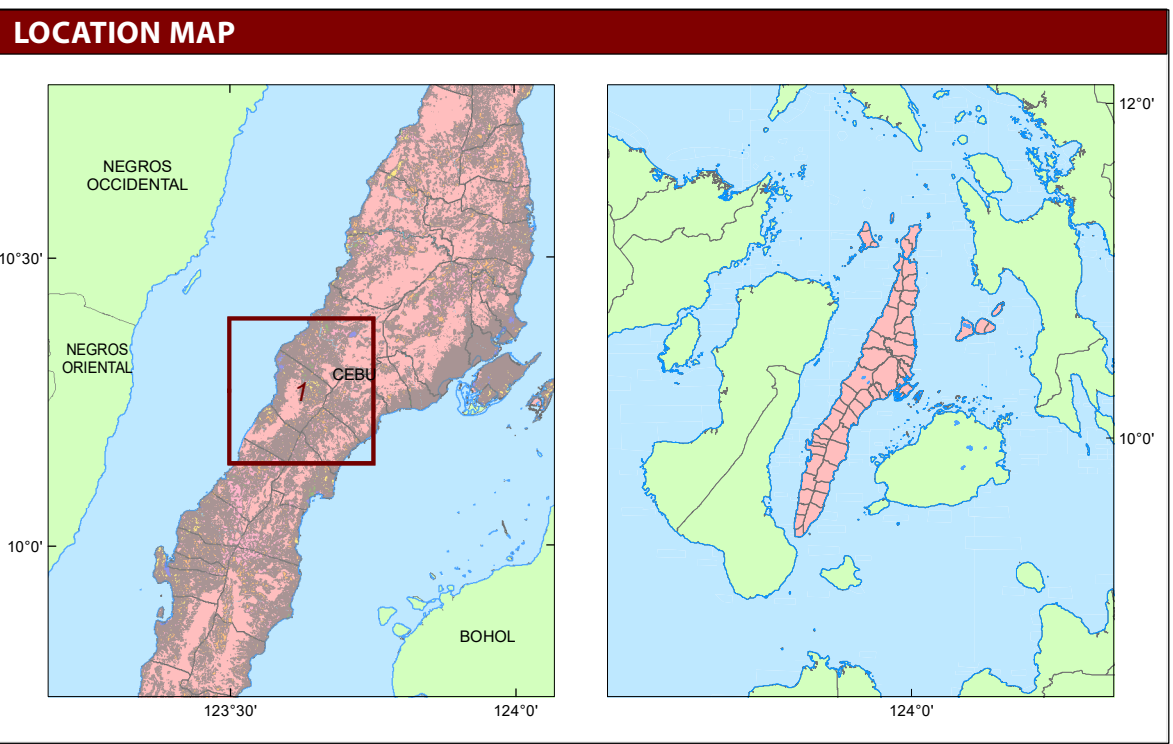 LOCATION MAP
NEGROS
OCCIDENTAL
10°30'
NEGROS
ORIENTAL
CEBU
1
10°0'
BOHOL
123°30'
124°0'
12°0'
10°0'
124°0'